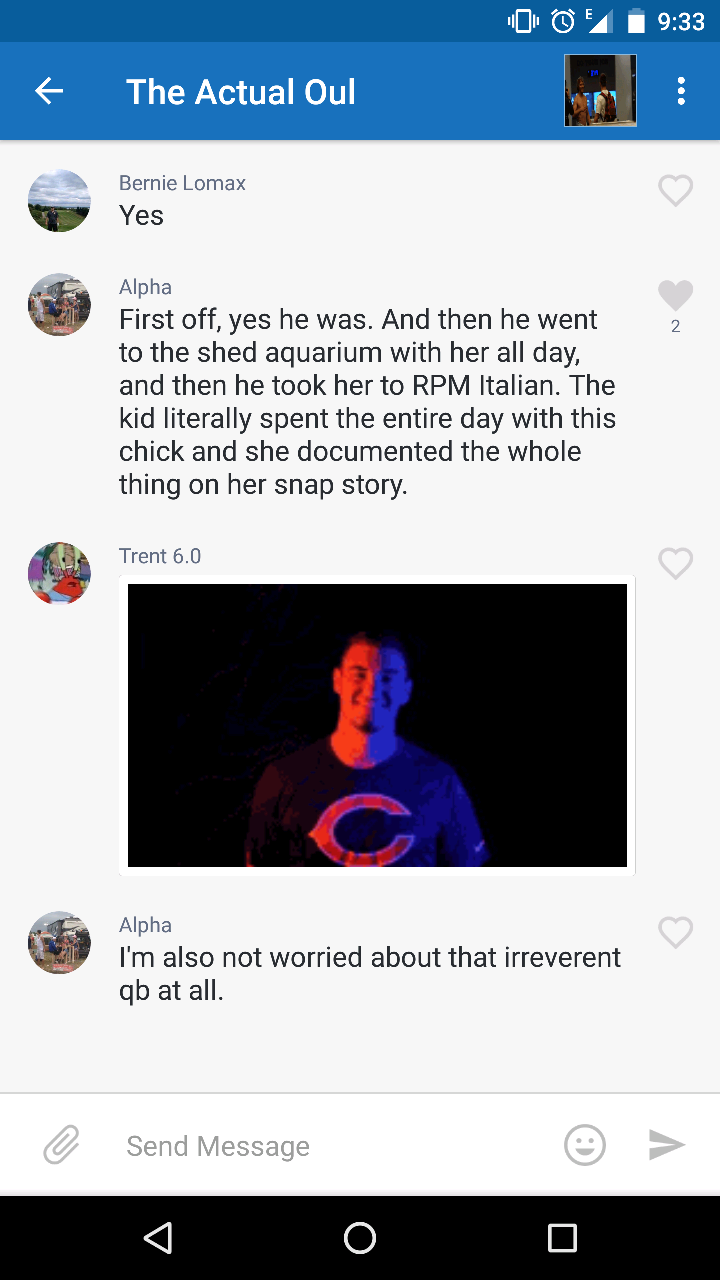 E 9:33
The Actual Oul
Bernie Lomax
Yes
Alpha
First off, yes he was. And then he went
to the shed aquarium with her all day,
and then he took her to RPM Italian. The
kid literally spent the entire day with this
chick and she documented the whole
thing on her snap story.
2
Trent 6.0
C
Alpha
I'm also not worried about that irreverent
qb at all.
Send Message